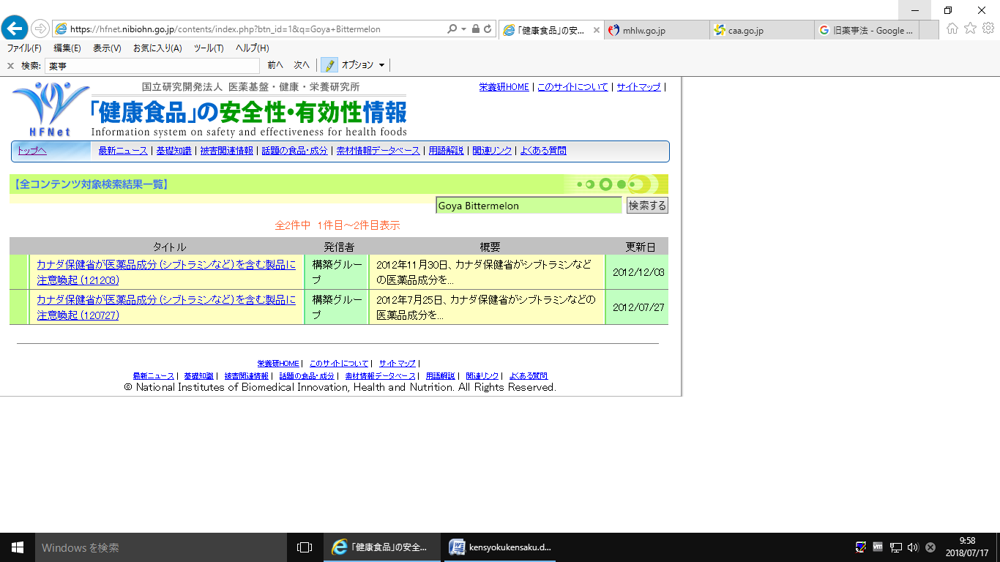 https://hfnet.nibiohn.go.jp/contents/index.php?btn_id=1&q=Goya+Bittermelon
「健康食品」の安...
mhlw.go.jp
caa.go.jp
旧薬事法 - Google ...
ファイル(F) 編集(E) 表示(V) お気に入り(A) ツール(T) ヘルプ(H)
検索: 薬事 前へ 次へ オプション
国立研究開発法人 医薬基盤・健康・栄養研究所
栄養研HOME | このサイトについて | サイトマップ |
「健康食品」の安全性・有効性情報
HFNet
Information system on safety and effectiveness for health foods
トップへ 最新ニュース | 基礎知識 | 被害関連情報 | 話題の食品・成分 | 素材情報データベース | 用語解説 | 関連リンク | よくある質問
【全コンテンツ対象検索結果一覧】
Goya Bittermelon 検索する
全2件中 1件目～2件目表示
タイトル 発信者 概要 更新日
カナダ保健省が医薬品成分（シブトラミンなど）を含む製品に
注意喚起（121203）
構築グルー
プ
2012年11月30日、カナダ保健省がシブトラミンなど
の医薬品成分を...
2012/12/03
カナダ保健省が医薬品成分（シブトラミンなど）を含む製品に
注意喚起（120727）
構築グルー
プ
2012年7月25日、カナダ保健省がシブトラミンなどの
医薬品成分を...
2012/07/27
栄養研HOME | このサイトについて | サイトマップ |
最新ニュース | 基礎知識 | 被害関連情報 | 話題の食品・成分 | 素材情報データベース | 用語解説 | 関連リンク | よくある質問
© National Institutes of Biomedical Innovation, Health and Nutrition. All Rights Reserved.
Windows を検索
「健康食品」の安全...
kensyokukensaku.d...
vm
9:58
2018/07/17